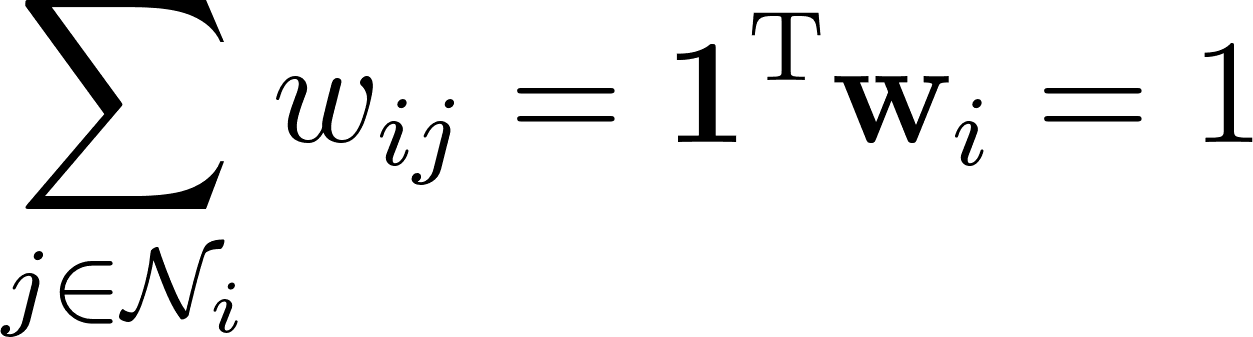 \sum_{j \in \mathcal{N}_i} w_{ij} = \mathbf{1}^{\mathrm{T}} \mathbf{w}_i = 1